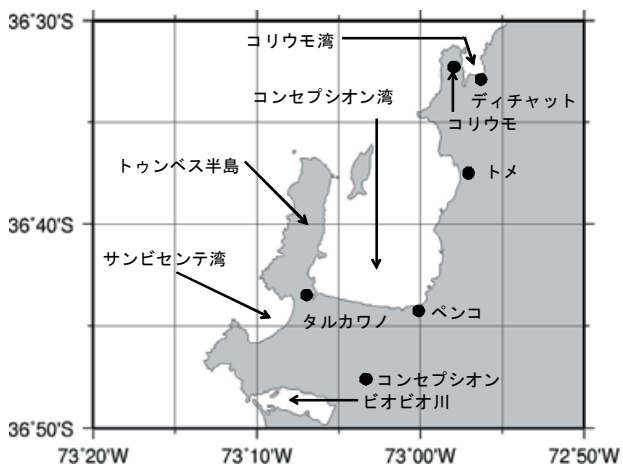 36°30'S
コリウモ湾
コンセプシオン湾
ディチャット
コリウモ
トゥンベス半島
トメ
36°40'S
サンビセンテ湾
タルカワノ
ペンコ
コンセプシオン
ビオビオ川
36°50'S
73°20'W
73°10'W
73°00'W
72°50'W